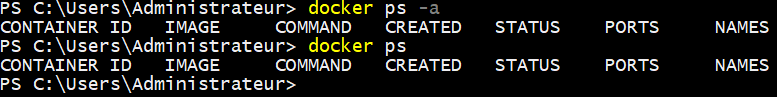 PS C:\Users\Administrateur> docker ps -a
CONTAINER ID   IMAGE     COMMAND   CREATED   STATUS    PORTS     NAMES
PS C:\Users\Administrateur> docker ps
CONTAINER ID   IMAGE     COMMAND   CREATED   STATUS    PORTS     NAMES
PS C:\Users\Administrateur>